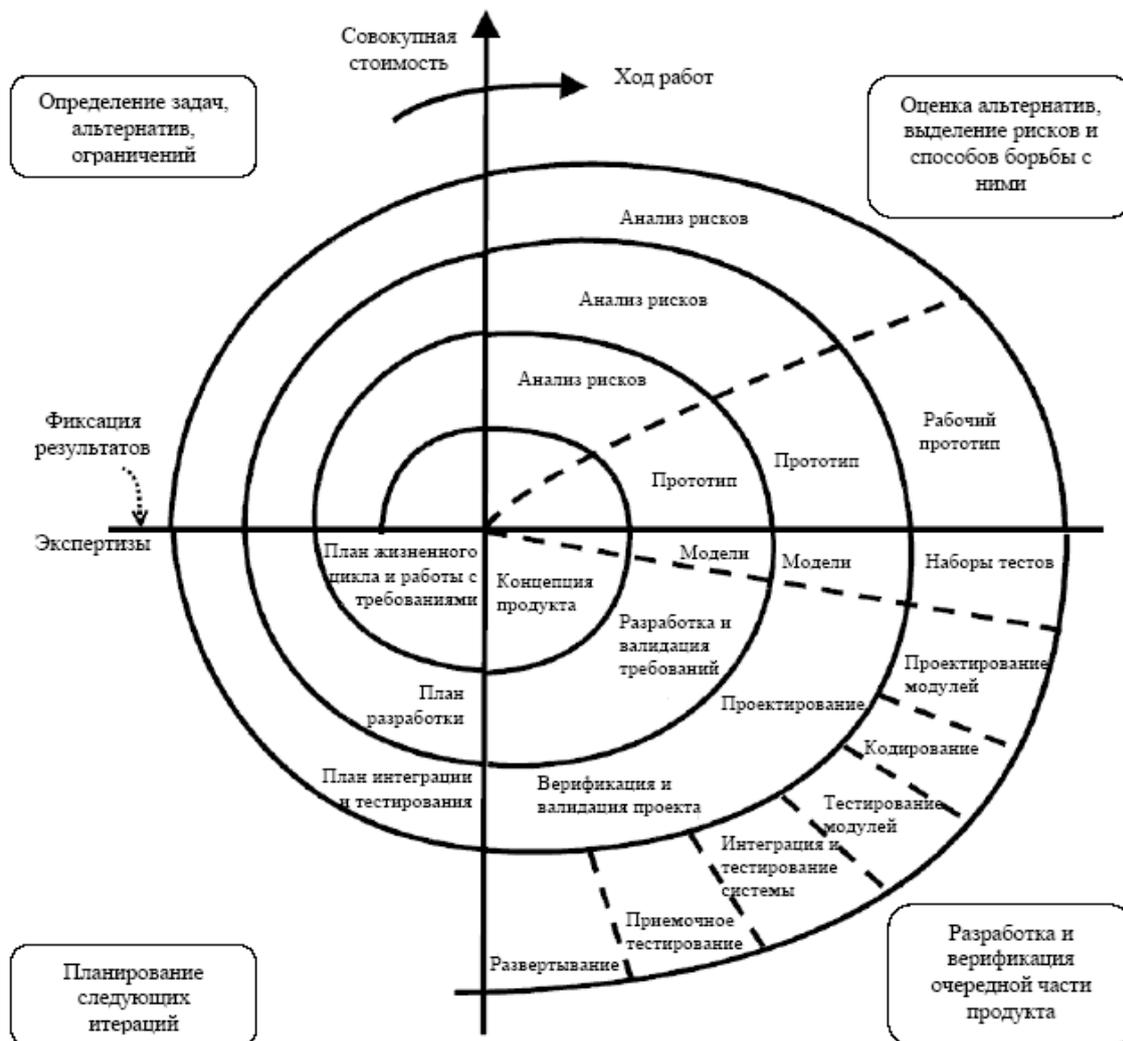 Совокупная
стоимость
Ход работ
Определение задач,
альтернатив,
ограничений
Оценка альтернатив,
выделение рисков и
способов борьбы с
ними
Анализ рисков
Анализ рисков
Анализ рисков
Фиксация
результатов
Рабочий
прототип
Прототип
Прототип
Экспертизы
План жизненного
цикла и работы с
требованиями
Концепция
продукта
Модели
Модели
Наборы тестов
Разработка и
валидация
требований
Проектирование
модулей
План
разработки
Проектирование
Кодирование
План интеграции
и тестирования
Верификация и
валидация проекта
Тестирование
модулей
Интеграция и
тестирование
системы
Приемочное
тестирование
Развертывание
Планирование
следующих
итераций
Разработка и
верификация
очередной части
продукта